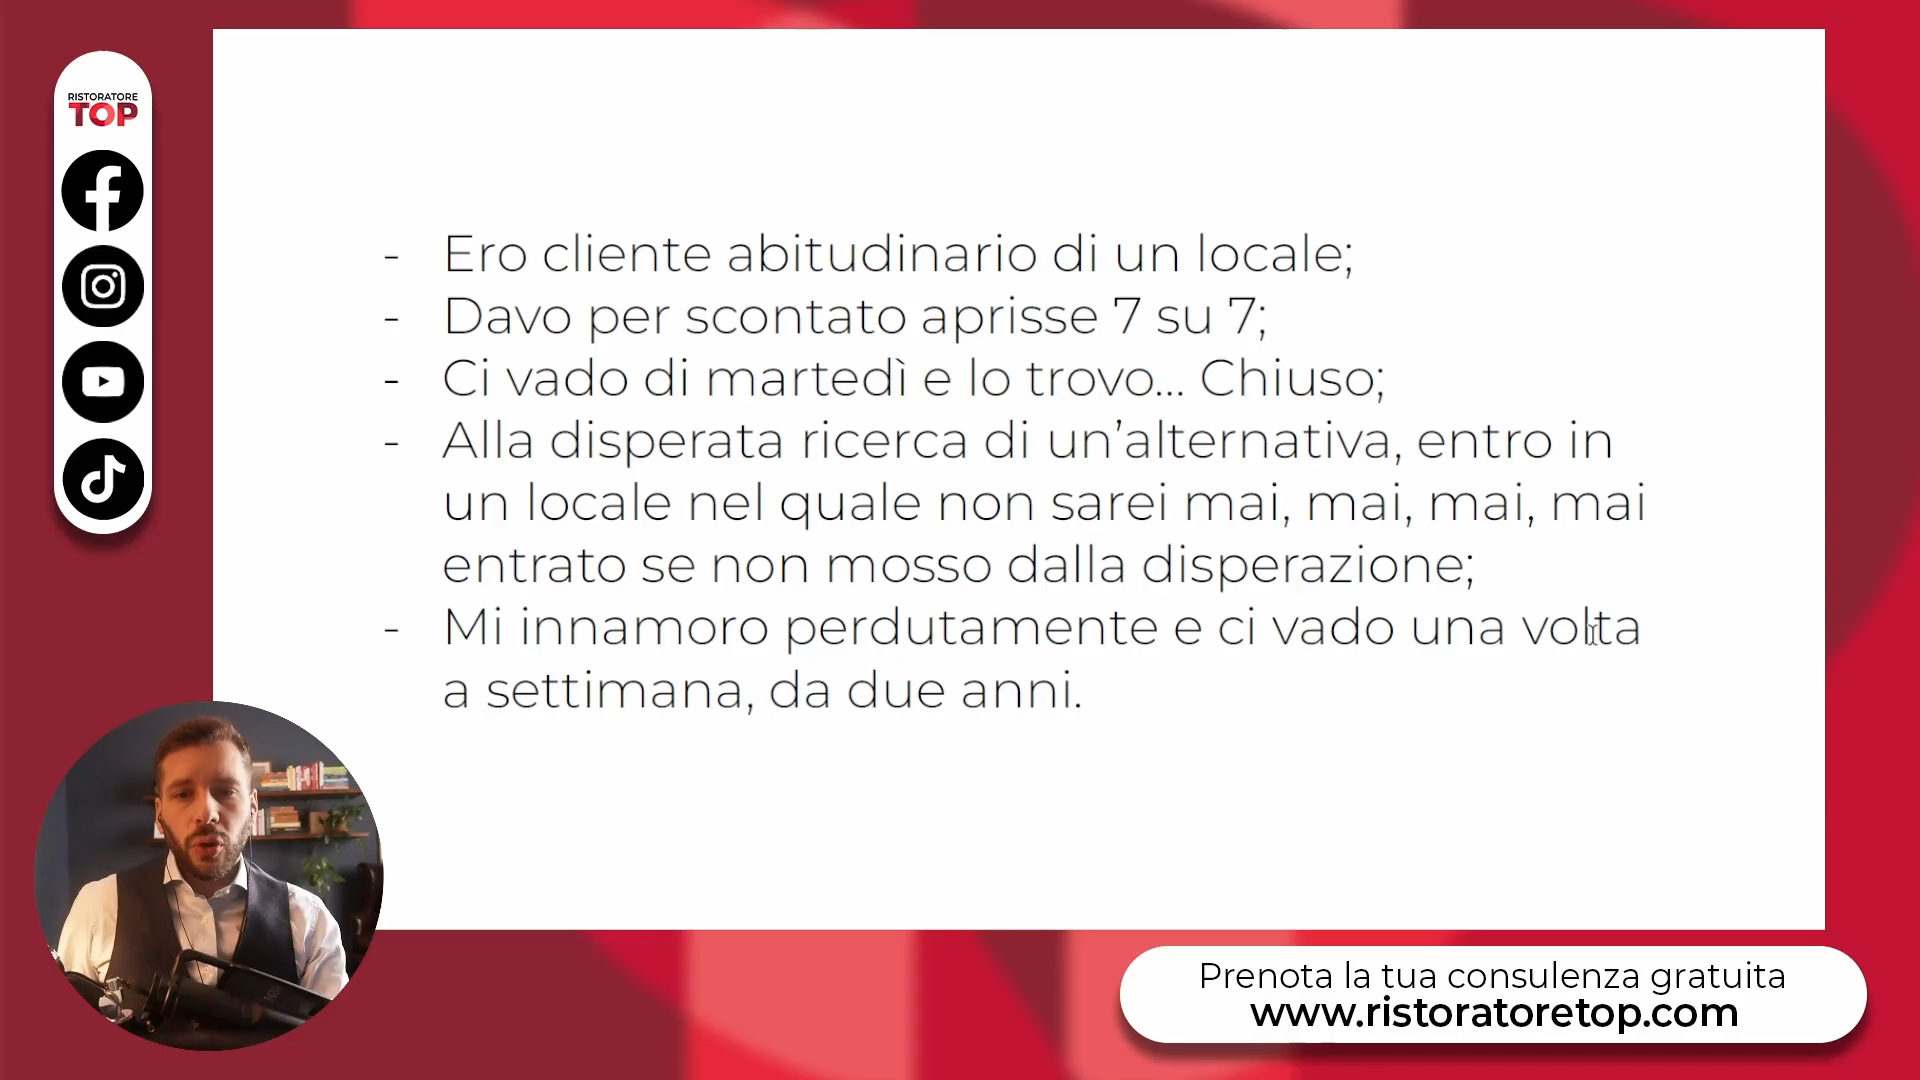 RISTORATORE
TOP
- Ero cliente abitudinario di un locale;
- Davo per scontato aprisse 7 su 7;
- Ci vado di martedì e lo trovo... Chiuso;
- Alla disperata ricerca di un’alternativa, entro in
un locale nel quale non sarei mai, mai, mai, mai
entrato se non mosso dalla disperazione;
- Mi innamoro perdutamente e ci vado una volta
a settimana, da due anni.
Prenota la tua consulenza gratuita
www.ristoratoretop.com